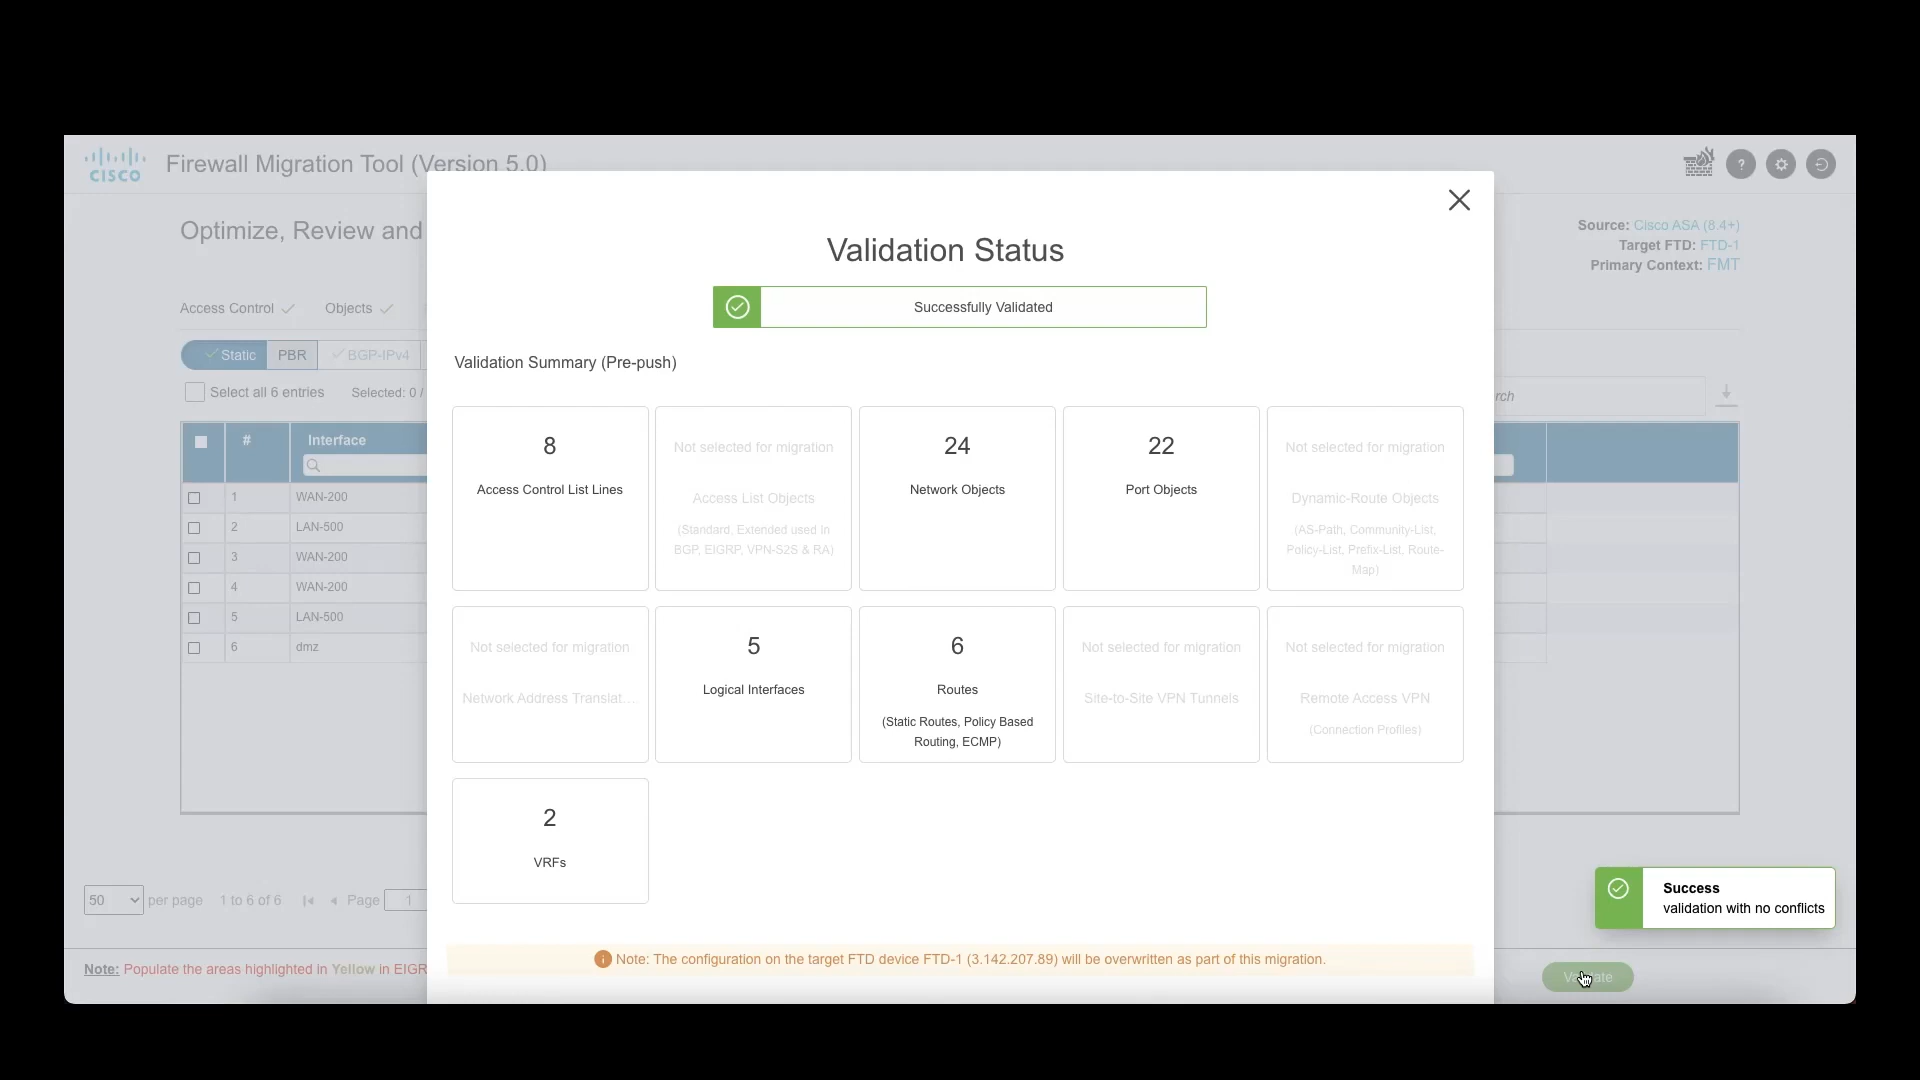 CISCO
Firewall Migration Tool (Version 5.0)
?
Optimize, Review and
Source: Cisco ASA (8.4+)
Target FTD: FTD-1
Primary Context: FMT
Access Control
Objects
Static
PBR
BGP-IPv4
Select all 6 entries
Selected: 0 /
rch
# Interface
1 WAN-200
2 LAN-500
3 WAN-200
4 WAN-200
5 LAN-500
6 dmz
50 per page 1 to 6 of 6 Page 1
Note: Populate the areas highlighted in Yellow in EIGR
Validation Status
Successfully Validated
Validation Summary (Pre-push)
8
Access Control List Lines
Not selected for migration
Access List Objects
(Standard, Extended used in
BGP, EIGRP, VPN-S2S & RA)
24
Network Objects
22
Port Objects
Not selected for migration
Dynamic-Route Objects
(AS-Path, Community-List,
Policy-List, Prefix-List, Route-
Map)
Not selected for migration
Network Address Translat...
5
Logical Interfaces
6
Routes
(Static Routes, Policy Based
Routing, ECMP)
Not selected for migration
Site-to-Site VPN Tunnels
Not selected for migration
Remote Access VPN
(Connection Profiles)
2
VRFs
Note: The configuration on the target FTD device FTD-1 (3.142.207.89) will be overwritten as part of this migration.
Success
validation with no conflicts